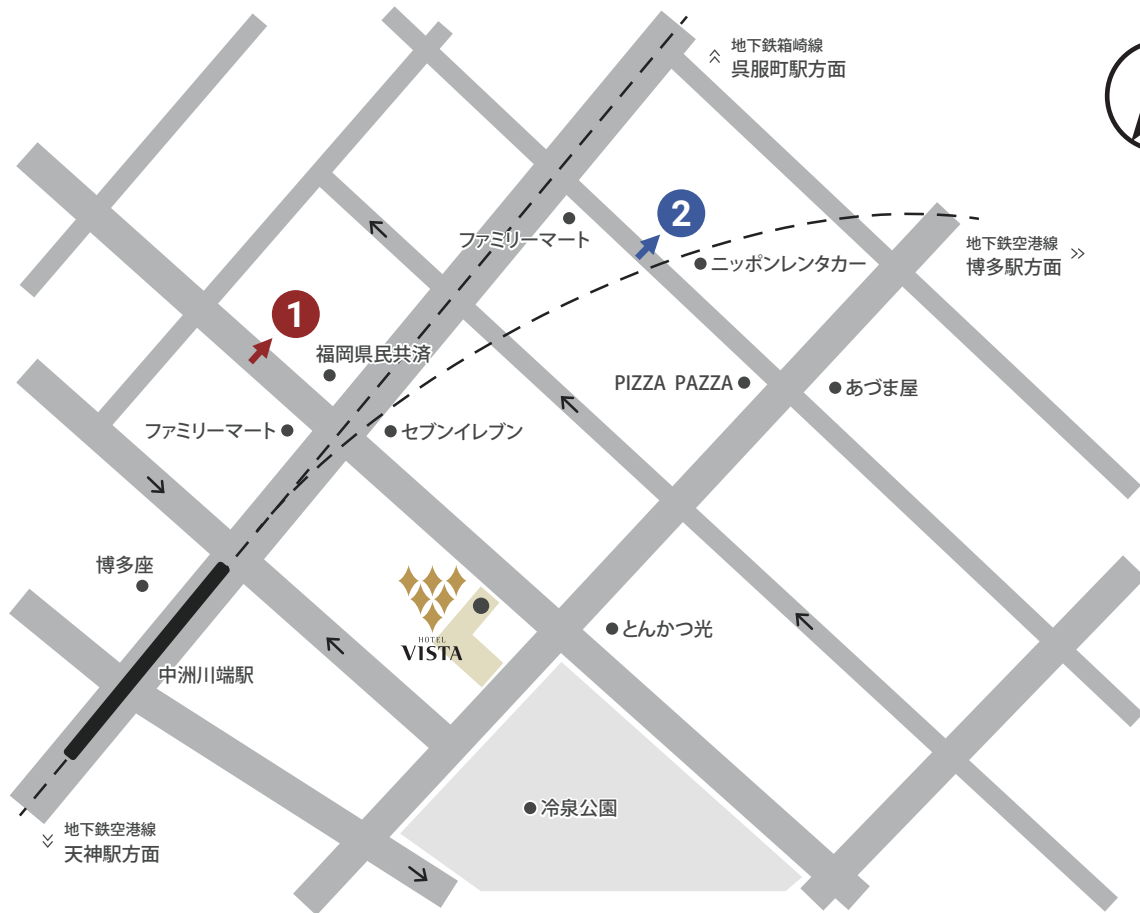 地下鉄箱崎線
呉服町駅方面
2
ファミリーマート
ニッポンレンタカー
地下鉄空港線
博多駅方面
1
福岡県民共済
PIZZA PAZZA
あづま屋
ファミリーマート
セブンイレブン
博多座
HOTEL
VISTA
とんかつ光
中洲川端駅
冷泉公園
地下鉄空港線
天神駅方面